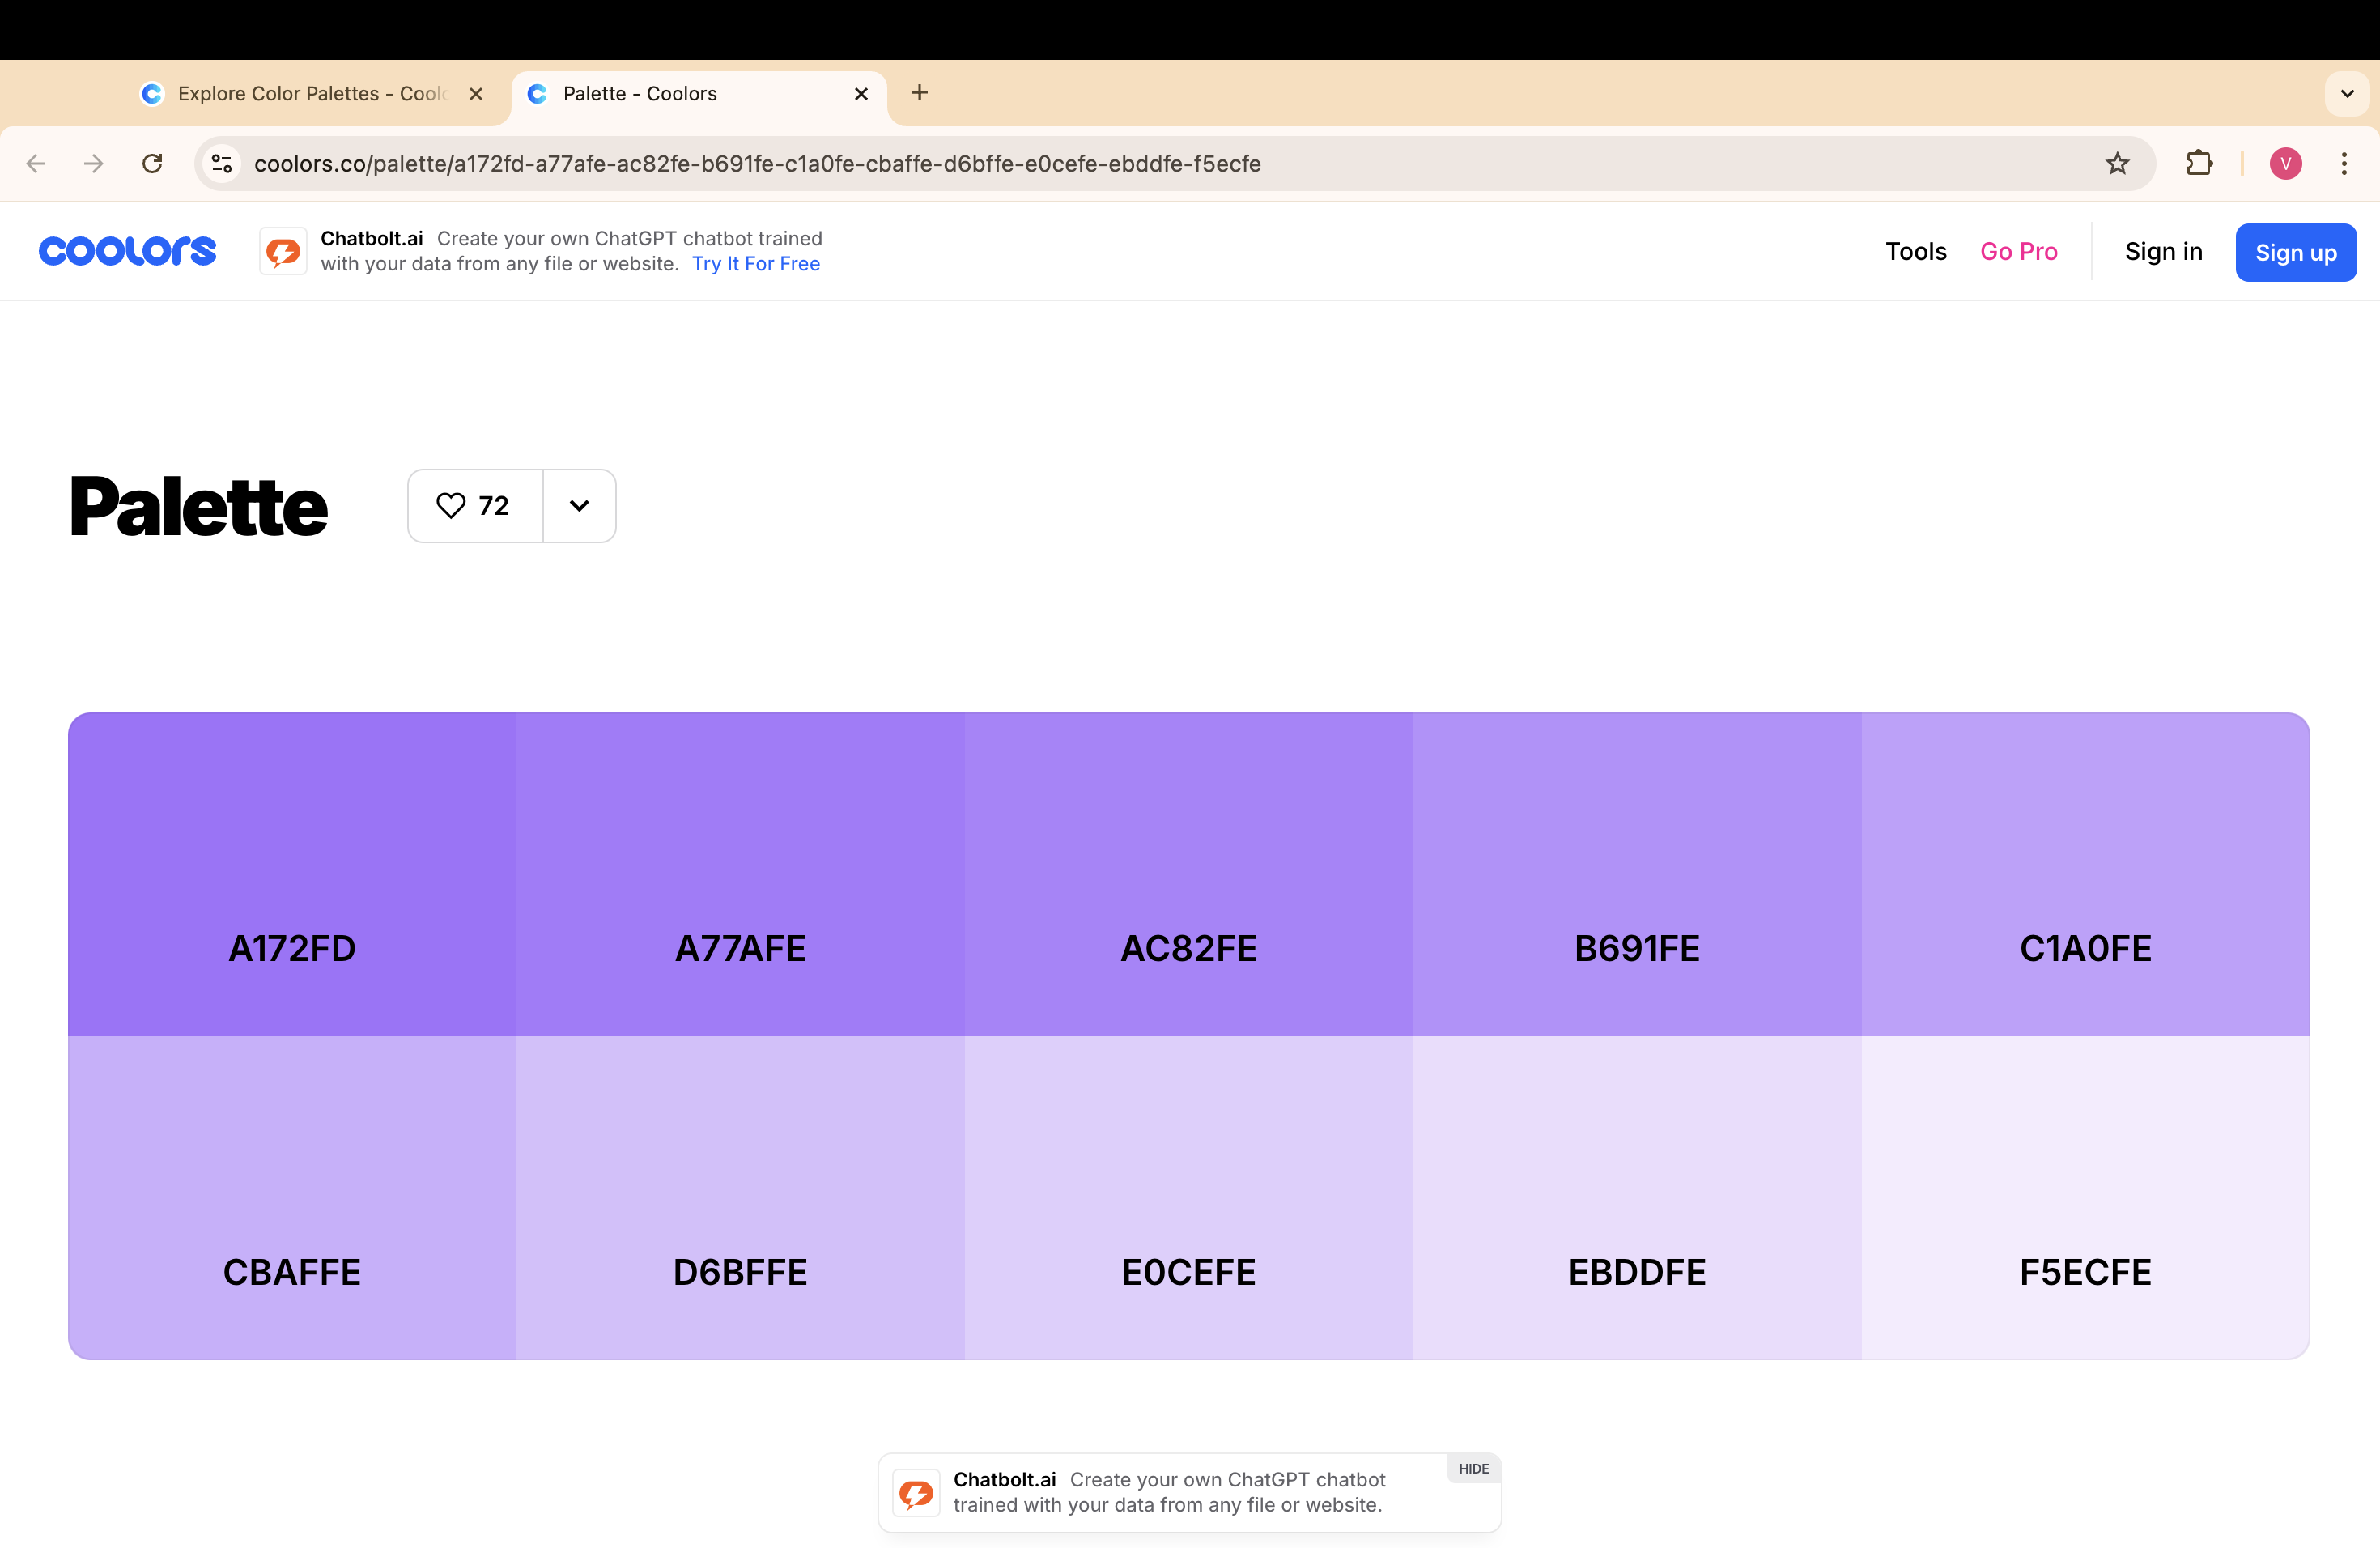 Explore Color Palettes - Coolo
Palette - Coolors
coolors.co/palette/a172fd-a77afe-ac82fe-b691fe-c1a0fe-cbaffe-d6bffe-e0cefe-ebddfe-f5ecfe
V
coolors
Chatbolt.ai Create your own ChatGPT chatbot trained
with your data from any file or website. Try It For Free
Tools
Go Pro
Sign in
Sign up
Palette
72
A172FD
A77AFE
AC82FE
B691FE
C1A0FE
CBAFFE
D6BFFE
E0CEFE
EBDDFE
F5ECFE
Chatbolt.ai Create your own ChatGPT chatbot
trained with your data from any file or website.
HIDE